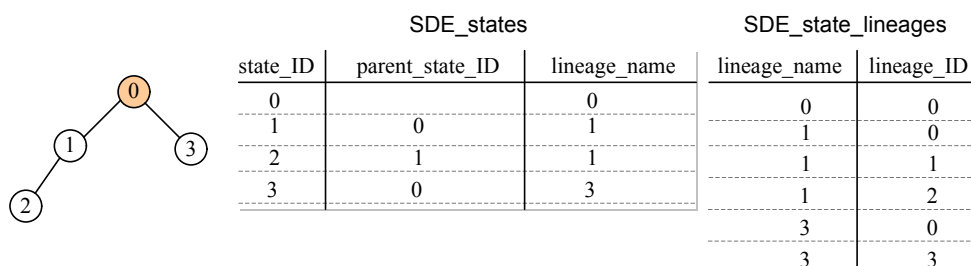 0
1
3
2
SDE_states
state_ID parent_state_ID lineage_name
0 0
1 0 1
2 1 1
3 0 3
SDE_state_lineages
lineage_name lineage_ID
0 0
1 0
1 1
1 2
3 0
3 3